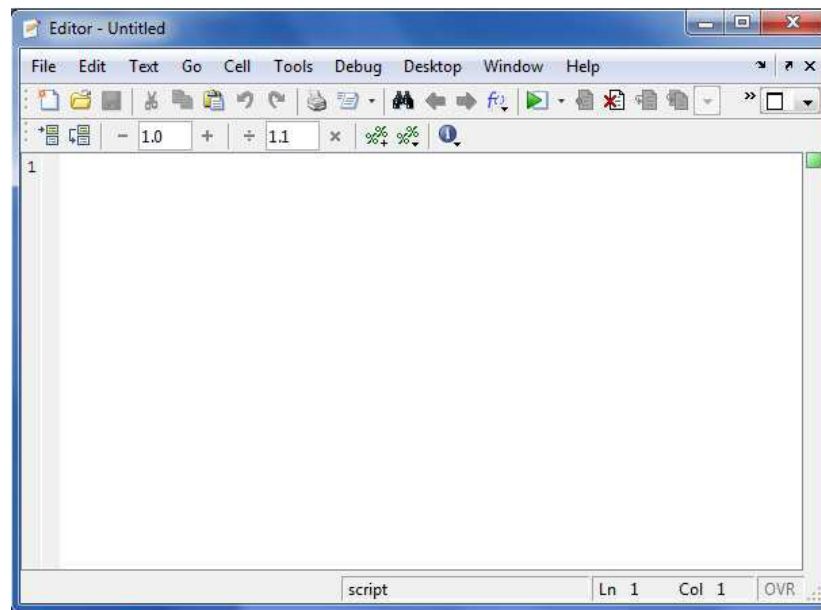 Editor - Untitled
File Edit Text Go Cell Tools Debug Desktop Window Help
− 1.0 + ÷ 1.1 ×
1
script Ln 1 Col 1 OVR